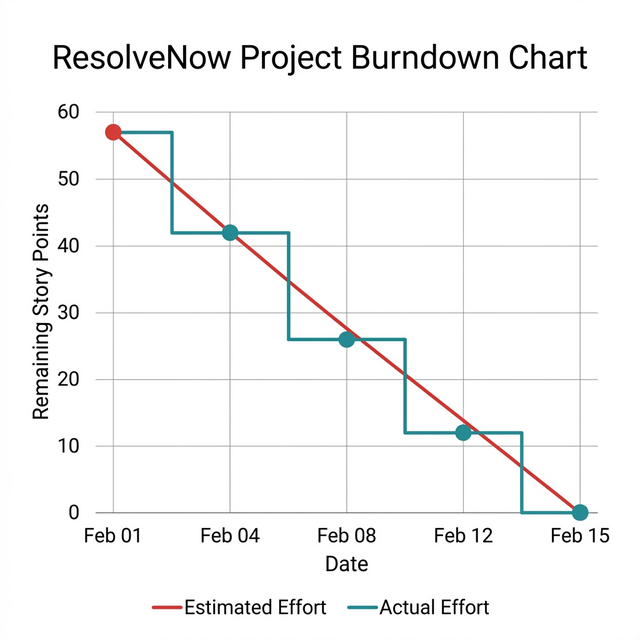 ResolveNow Project Burndown Chart
Remaining Story Points
60
50
40
30
20
10
0
Feb 01 Feb 04 Feb 08 Feb 12 Feb 15
Date
Estimated Effort Actual Effort